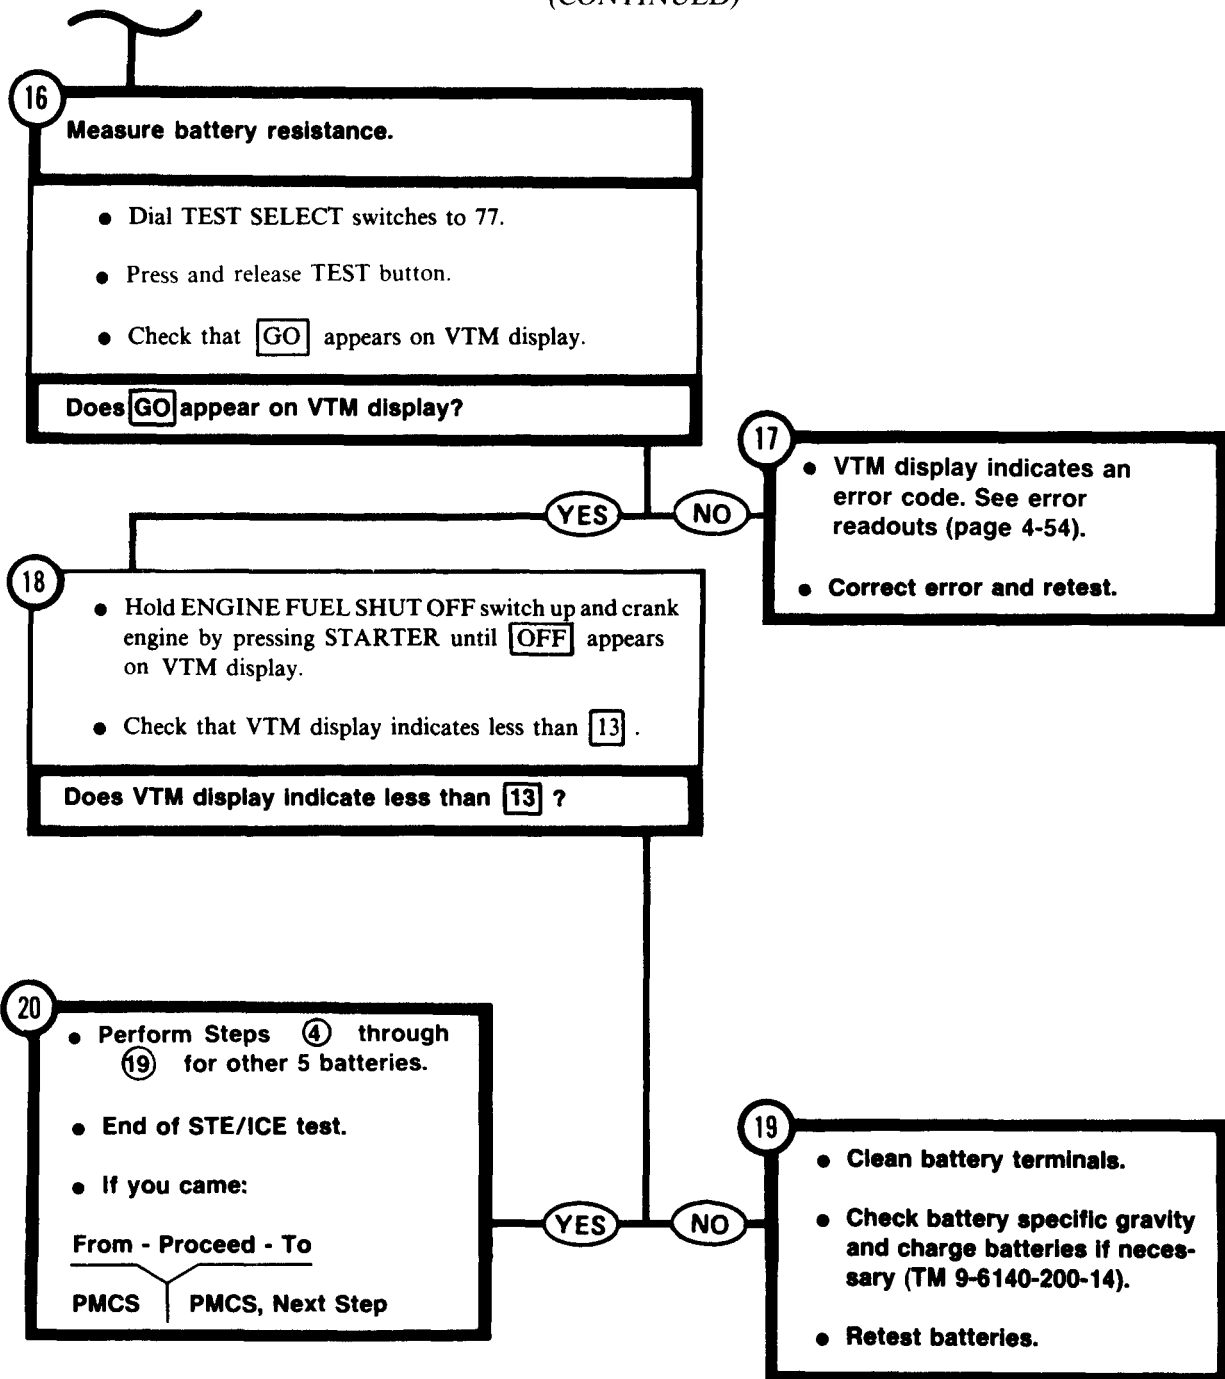 (CONTINUED)
16
Measure battery resistance.
● Dial TEST SELECT switches to 77.
● Press and release TEST button.
● Check that GO appears on VTM display.
Does GO appear on VTM display?
YES
NO
17
● VTM display indicates an
error code. See error
readouts (page 4-54).
● Correct error and retest.
18
● Hold ENGINE FUEL SHUT OFF switch up and crank
engine by pressing STARTER until OFF appears
on VTM display.
● Check that VTM display indicates less than 13 .
Does VTM display indicate less than 13 ?
YES
NO
20
● Perform Steps 4 through
19 for other 5 batteries.
● End of STE/ICE test.
● If you came:
From - Proceed - To
PMCS PMCS, Next Step
19
● Clean battery terminals.
● Check battery specific gravity
and charge batteries if neces-
sary (TM 9-6140-200-14).
● Retest batteries.